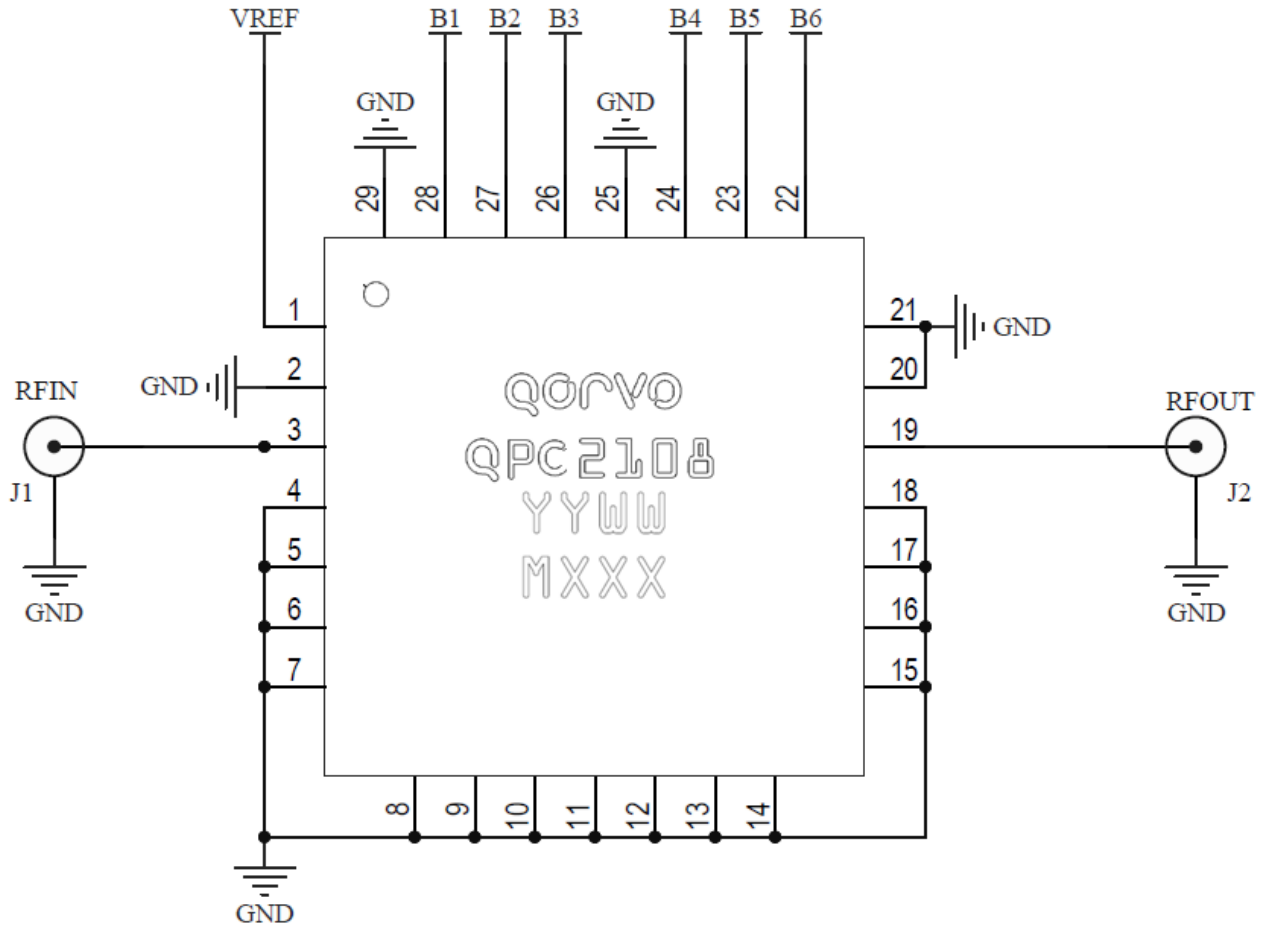 VREF B1 B2 B3 B4 B5 B6
GND GND
29 28 27 26 25 24 23 22
1 21 GND
GND 2 20
RFIN 3 19 RFOUT
J1 4 18 J2
5 17
6 16
GND GND
7 15
QORVO
QPC2108
YYWW
MXXX
8 9 10 11 12 13 14
GND